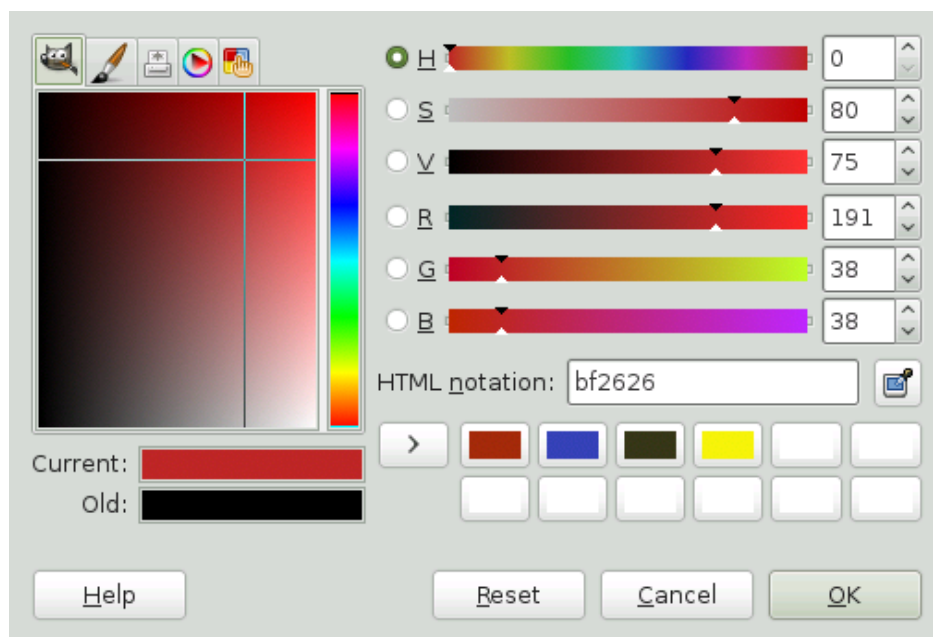 H 0
S 80
V 75
R 191
G 38
B 38
HTML notation: bf2626
>
Current:
Old:
Help Reset Cancel OK